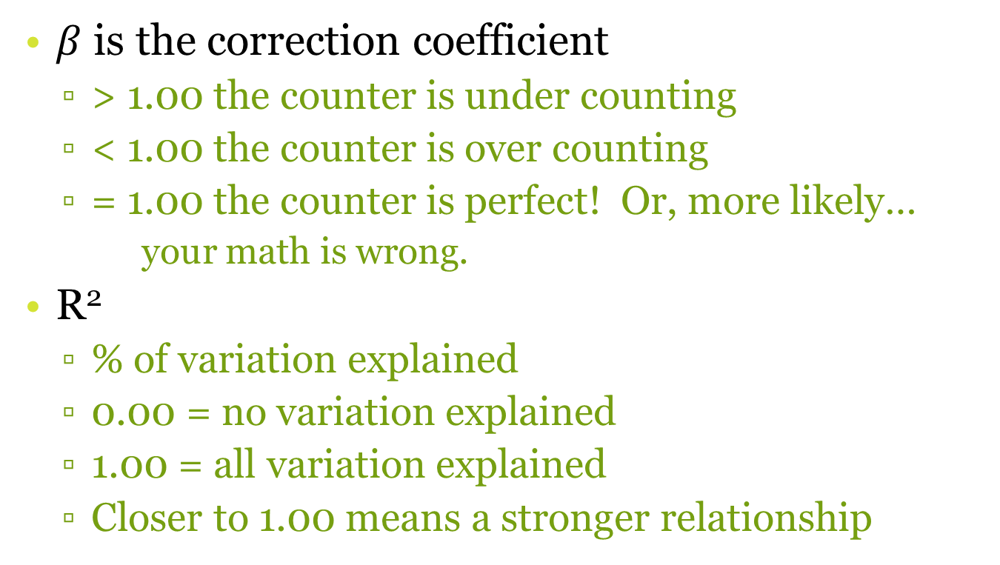 • β is the correction coefficient
▫ > 1.00 the counter is under counting
▫ < 1.00 the counter is over counting
▫ = 1.00 the counter is perfect!  Or, more likely…
your math is wrong.
• R²
▫ % of variation explained
▫ 0.00 = no variation explained
▫ 1.00 = all variation explained
▫ Closer to 1.00 means a stronger relationship